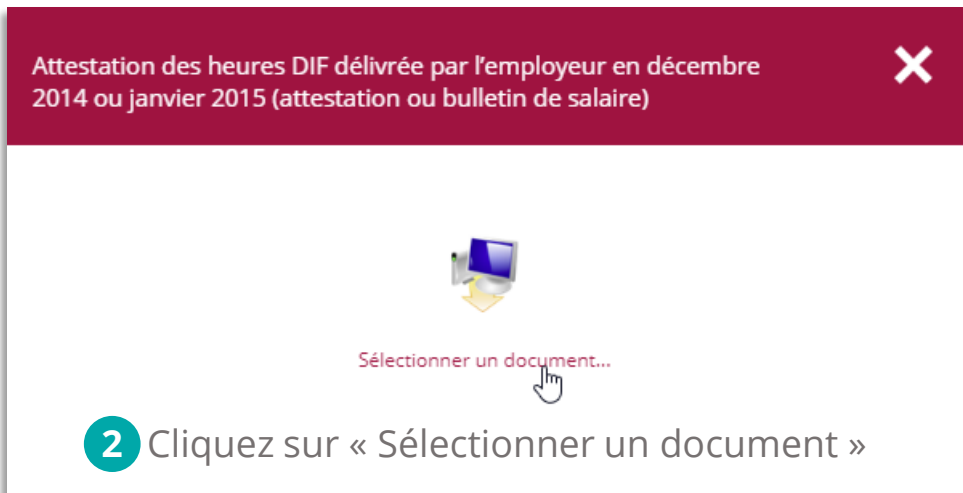 Attestation des heures DIF délivrée par l'employeur en décembre
2014 ou janvier 2015 (attestation ou bulletin de salaire)
Sélectionner un document...
2 Cliquez sur « Sélectionner un document »